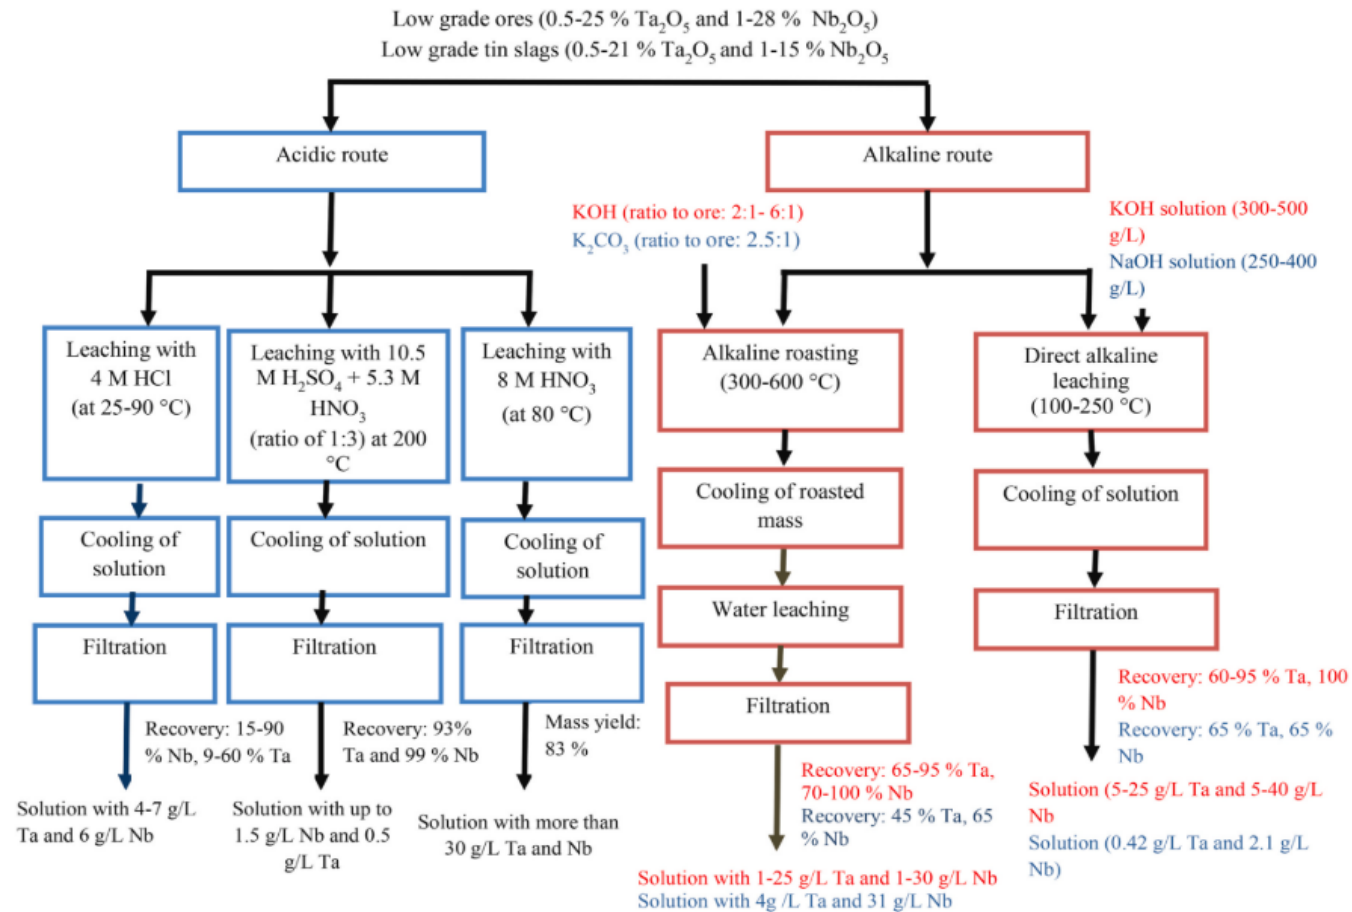 Low grade ores (0.5-25 % Ta₂O₅ and 1-28 % Nb₂O₅)
Low grade tin slags (0.5-21 % Ta₂O₅ and 1-15 % Nb₂O₅
Acidic route
Alkaline route
KOH (ratio to ore: 2:1- 6:1)
K₂CO₃ (ratio to ore: 2.5:1)
KOH solution (300-500
g/L)
NaOH solution (250-400
g/L)
Leaching with
4 M HCl
(at 25-90 °C)
Leaching with 10.5
M H₂SO₄ + 5.3 M
HNO₃
(ratio of 1:3) at 200
°C
Leaching with
8 M HNO₃
(at 80 °C)
Alkaline roasting
(300-600 °C)
Direct alkaline
leaching
(100-250 °C)
Cooling of
solution
Cooling of solution
Cooling of
solution
Cooling of roasted
mass
Cooling of solution
Filtration
Filtration
Filtration
Water leaching
Filtration
Filtration
Recovery: 15-90
% Nb, 9-60 % Ta
Recovery: 93%
Ta and 99 % Nb
Mass yield:
83 %
Recovery: 65-95 % Ta,
70-100 % Nb
Recovery: 45 % Ta, 65
% Nb
Recovery: 60-95 % Ta, 100
% Nb
Recovery: 65 % Ta, 65 %
Nb
Solution with 4-7 g/L
Ta and 6 g/L Nb
Solution with up to
1.5 g/L Nb and 0.5
g/L Ta
Solution with more than
30 g/L Ta and Nb
Solution with 1-25 g/L Ta and 1-30 g/L Nb
Solution with 4g /L Ta and 31 g/L Nb
Solution (5-25 g/L Ta and 5-40 g/L
Nb
Solution (0.42 g/L Ta and 2.1 g/L
Nb)